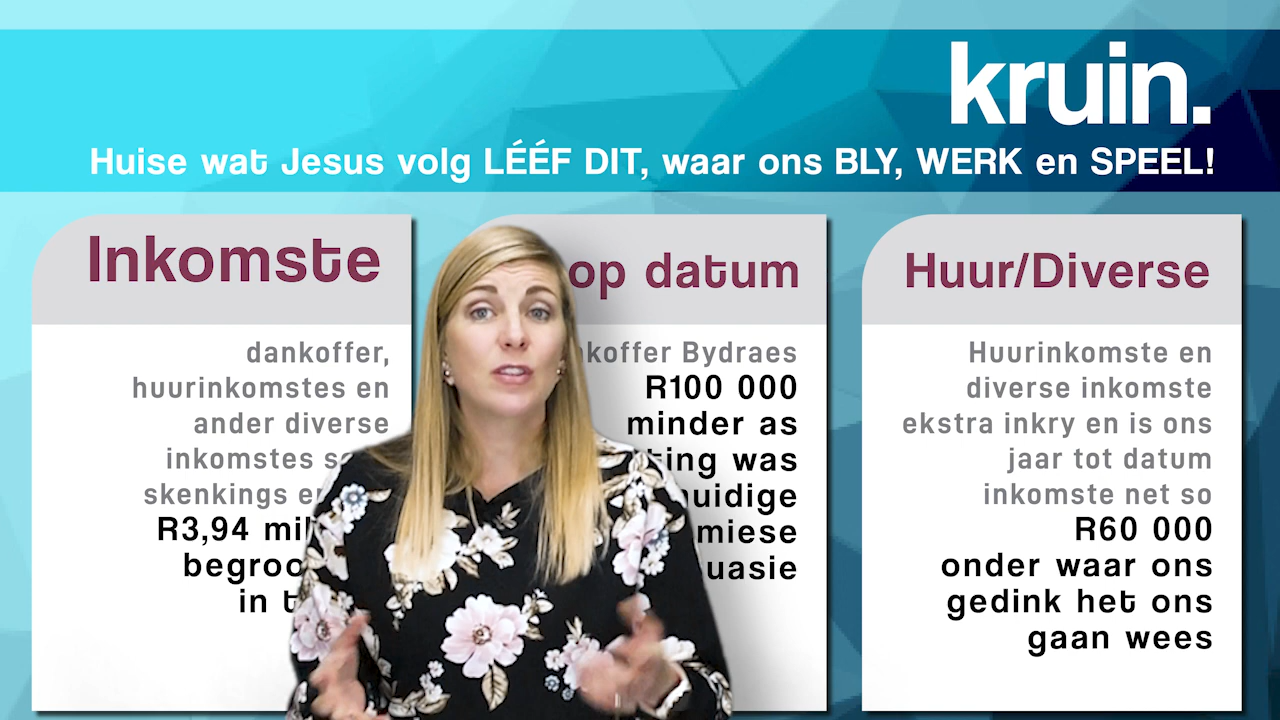 kruin.
Huise wat Jesus volg LÉÉF DIT, waar ons BLY, WERK en SPEEL!
Inkomste
dankoffer,
huurinkomstes en
ander diverse
inkomstes
skenkings
R3,94
in
op datum
Bydraes
R100 000
minder as
was
Huur/Diverse
Huurinkomste en
diverse inkomste
ekstra inkry en is ons
jaar tot datum
inkomste net so
R60 000
onder waar ons
gedink het ons
gaan wees